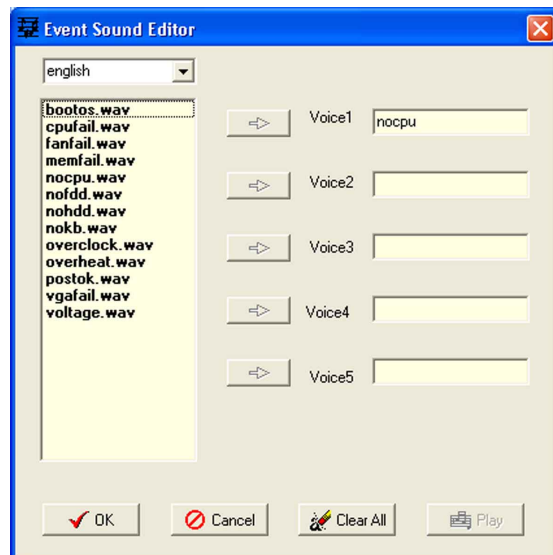 Event Sound Editor
english
bootos.wav
cpufail.wav
fanfail.wav
memfail.wav
nocpu.wav
nofdd.wav
nohdd.wav
nokb.wav
overclock.wav
overheat.wav
postok.wav
vgafail.wav
voltage.wav
Voice1 nocpu
Voice2
Voice3
Voice4
Voice5
OK Cancel Clear All Play